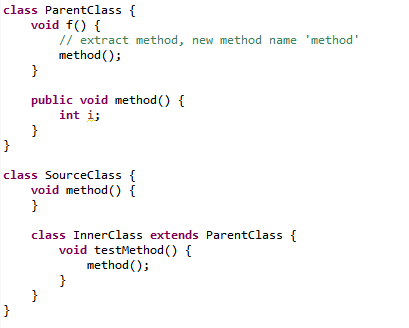 class ParentClass {
    void f() {
        // extract method, new method name 'method'
        method();
    }

    public void method() {
        int i;
    }
}

class SourceClass {
    void method() {
    }

    class InnerClass extends ParentClass {
        void testMethod() {
            method();
        }
    }
}